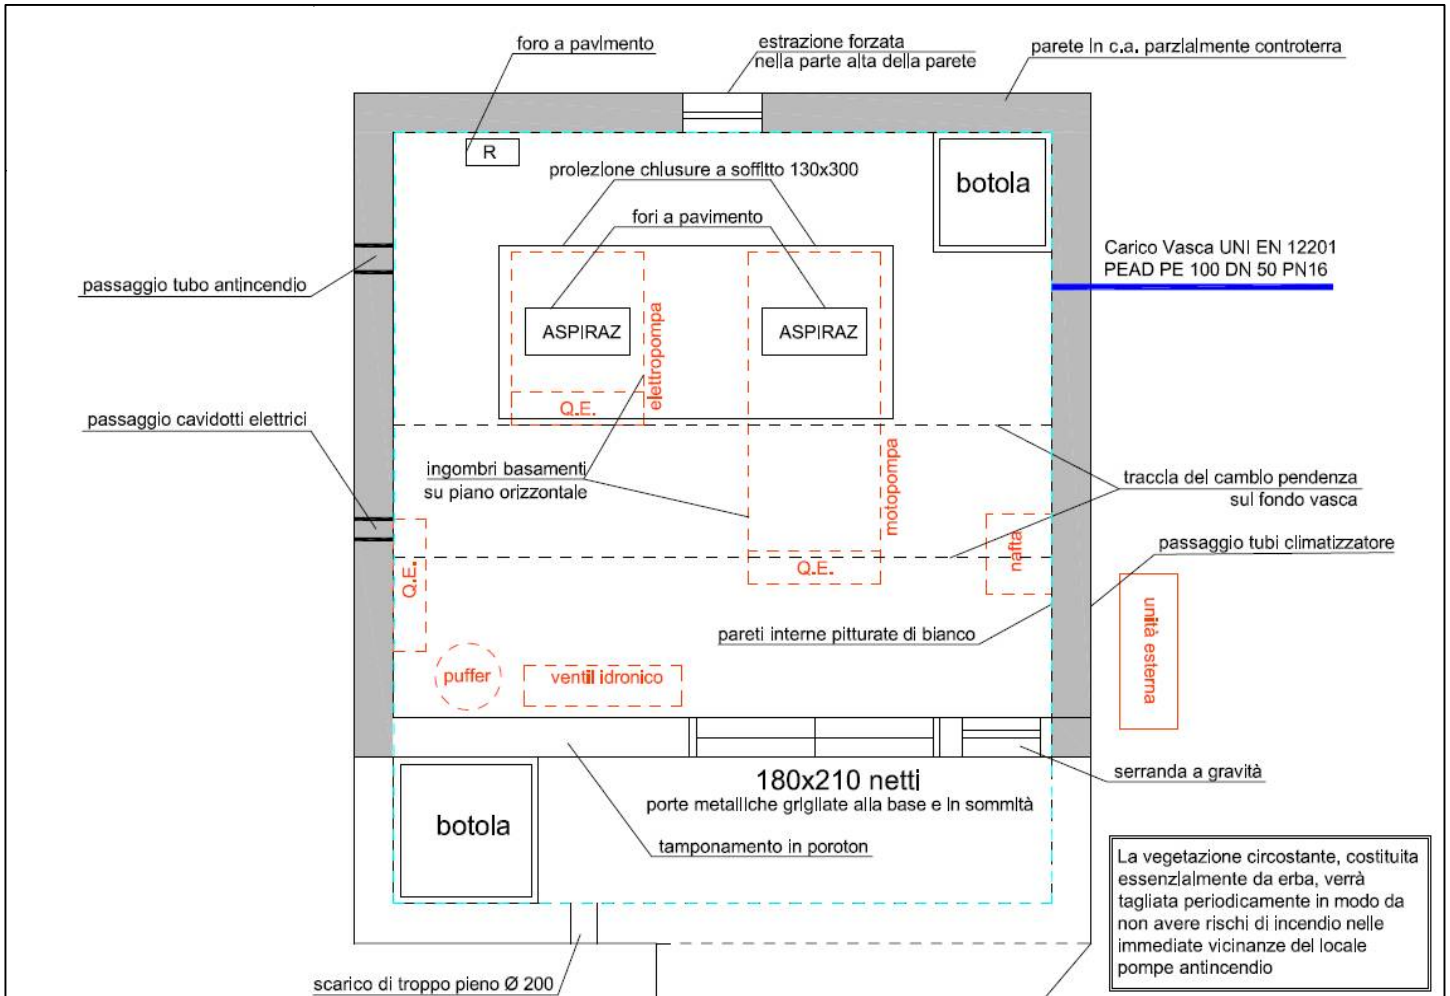 foro a pavimento
estrazione forzata
nella parte alta della parete
parete in c.a. parzialmente controterra
R
proiezione chiusure a soffitto 130x300
botola
fori a pavimento
Carico Vasca UNI EN 12201
PEAD PE 100 DN 50 PN16
passaggio tubo antincendio
ASPIRAZ
ASPIRAZ
elettropompa
Q.E.
passaggio cavidotti elettrici
motopompa
ingombri basamenti
su piano orizzontale
traccia del cambio pendenza
sul fondo vasca
nafta
passaggio tubi climatizzatore
Q.E.
Q.E.
unità esterna
pareti interne pitturate di bianco
puffer
ventil idronico
serranda a gravità
180x210 netti
porte metalliche grigliate alla base e in sommità
botola
tamponamento in poroton
La vegetazione circostante, costituita
essenzialmente da erba, verrà
tagliata periodicamente in modo da
non avere rischi di incendio nelle
immediate vicinanze del locale
pompe antincendio
scarico di troppo pieno Ø 200